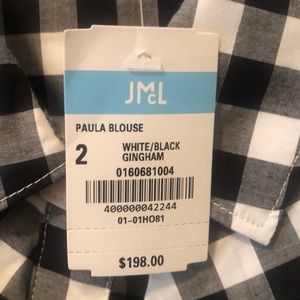 JMcL
PAULA BLOUSE
2
WHITE/BLACK
GINGHAM
0160681004
400000042244
01-01HO81
$198.00